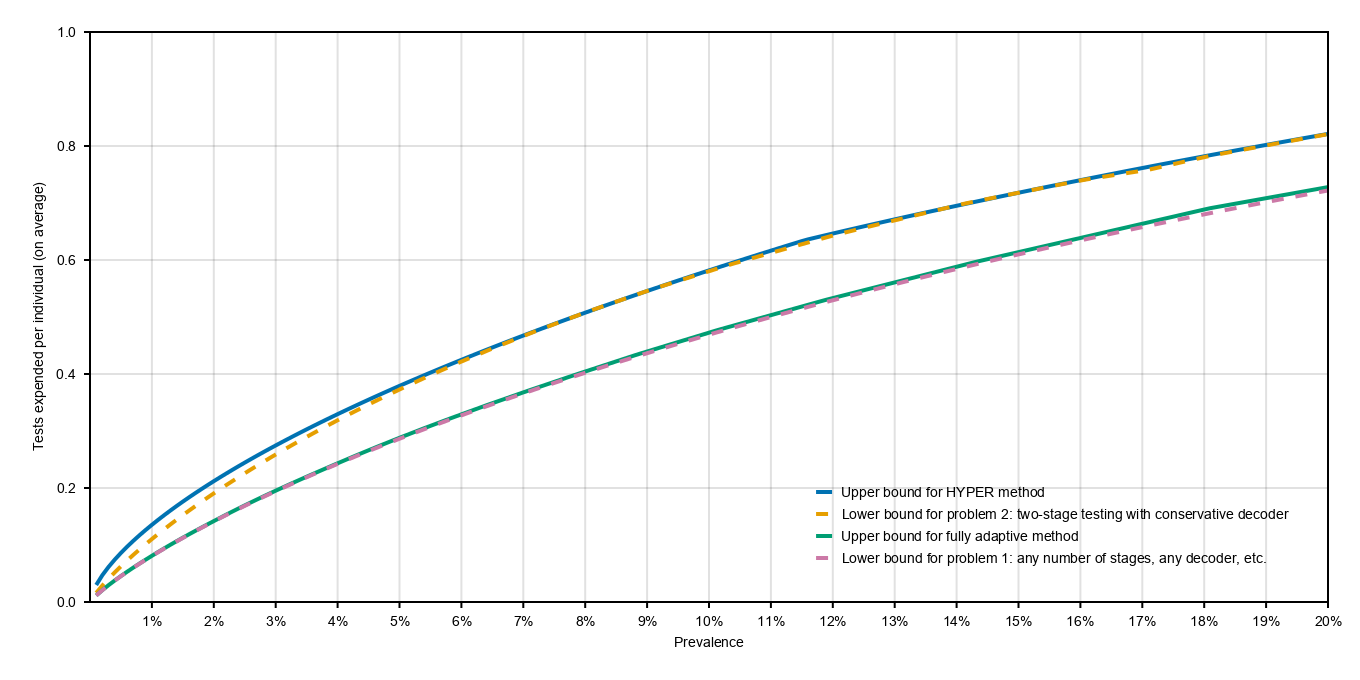 1.0
0.8
0.6
0.4
0.2
0.0
Tests expended per individual (on average)
Upper bound for HYPER method
Lower bound for problem 2: two-stage testing with conservative decoder
Upper bound for fully adaptive method
Lower bound for problem 1: any number of stages, any decoder, etc.
1% 2% 3% 4% 5% 6% 7% 8% 9% 10% 11% 12% 13% 14% 15% 16% 17% 18% 19% 20%
Prevalence